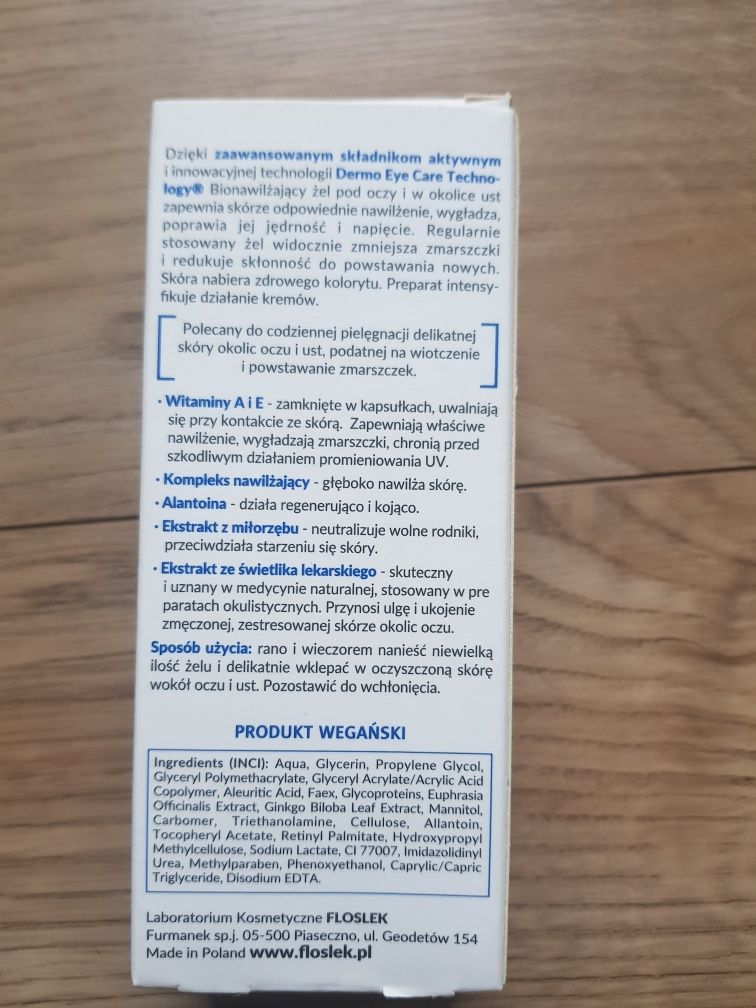 Dzięki zaawansowanym składnikom aktywnym
i innowacyjnej technologii Dermo Eye Care Techno-
logy® Bionawilżający żel pod oczy i w okolice ust
zapewnia skórze odpowiednie nawilżenie, wygładza,
poprawia jej jędrność i napięcie. Regularnie
stosowany żel widocznie zmniejsza zmarszczki
i redukuje skłonność do powstawania nowych.
Skóra nabiera zdrowego kolorytu. Preparat intensy-
fikuje działanie kremów.
Polecany do codziennej pielęgnacji delikatnej
skóry okolic oczu i ust, podatnej na wiotczenie
i powstawanie zmarszczek.
· Witaminy A i E - zamknięte w kapsułkach, uwalniają
się przy kontakcie ze skórą. Zapewniają właściwe
nawilżenie, wygładzają zmarszczki, chronią przed
szkodliwym działaniem promieniowania UV.
· Kompleks nawilżający - głęboko nawilża skórę.
· Alantoina - działa regenerująco i kojąco.
· Ekstrakt z miłorzębu - neutralizuje wolne rodniki,
przeciwdziała starzeniu się skóry.
· Ekstrakt ze świetlika lekarskiego - skuteczny
i uznany w medycynie naturalnej, stosowany w pre
paratach okulistycznych. Przynosi ulgę i ukojenie
zmęczonej, zestresowanej skórze okolic oczu.
Sposób użycia: rano i wieczorem nanieść niewielką
ilość żelu i delikatnie wklepać w oczyszczoną skórę
wokół oczu i ust. Pozostawić do wchłonięcia.
PRODUKT WEGAŃSKI
Ingredients (INCI): Aqua, Glycerin, Propylene Glycol,
Glyceryl Polymethacrylate, Glyceryl Acrylate/Acrylic Acid
Copolymer, Aleuritic Acid, Faex, Glycoproteins, Euphrasia
Officinalis Extract, Ginkgo Biloba Leaf Extract, Mannitol,
Carbomer, Triethanolamine, Cellulose, Allantoin,
Tocopheryl Acetate, Retinyl Palmitate, Hydroxypropyl
Methylcellulose, Sodium Lactate, CI 77007, Imidazolidinyl
Urea, Methylparaben, Phenoxyethanol, Caprylic/Capric
Triglyceride, Disodium EDTA.
Laboratorium Kosmetyczne FLOSLEK
Furmanek sp.j. 05-500 Piaseczno, ul. Geodetów 154
Made in Poland www.floslek.pl